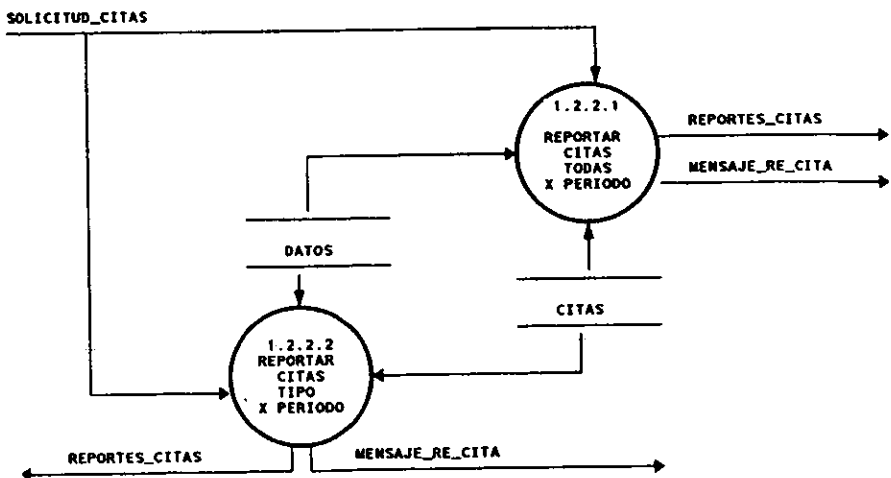 SOLICITUD_CITAS
1.2.2.1
REPORTAR
CITAS
TODAS
X PERIODO
REPORTES_CITAS
MENSAJE_RE_CITA
DATOS
CITAS
1.2.2.2
REPORTAR
CITAS
TIPO
X PERIODO
REPORTES_CITAS
MENSAJE_RE_CITA